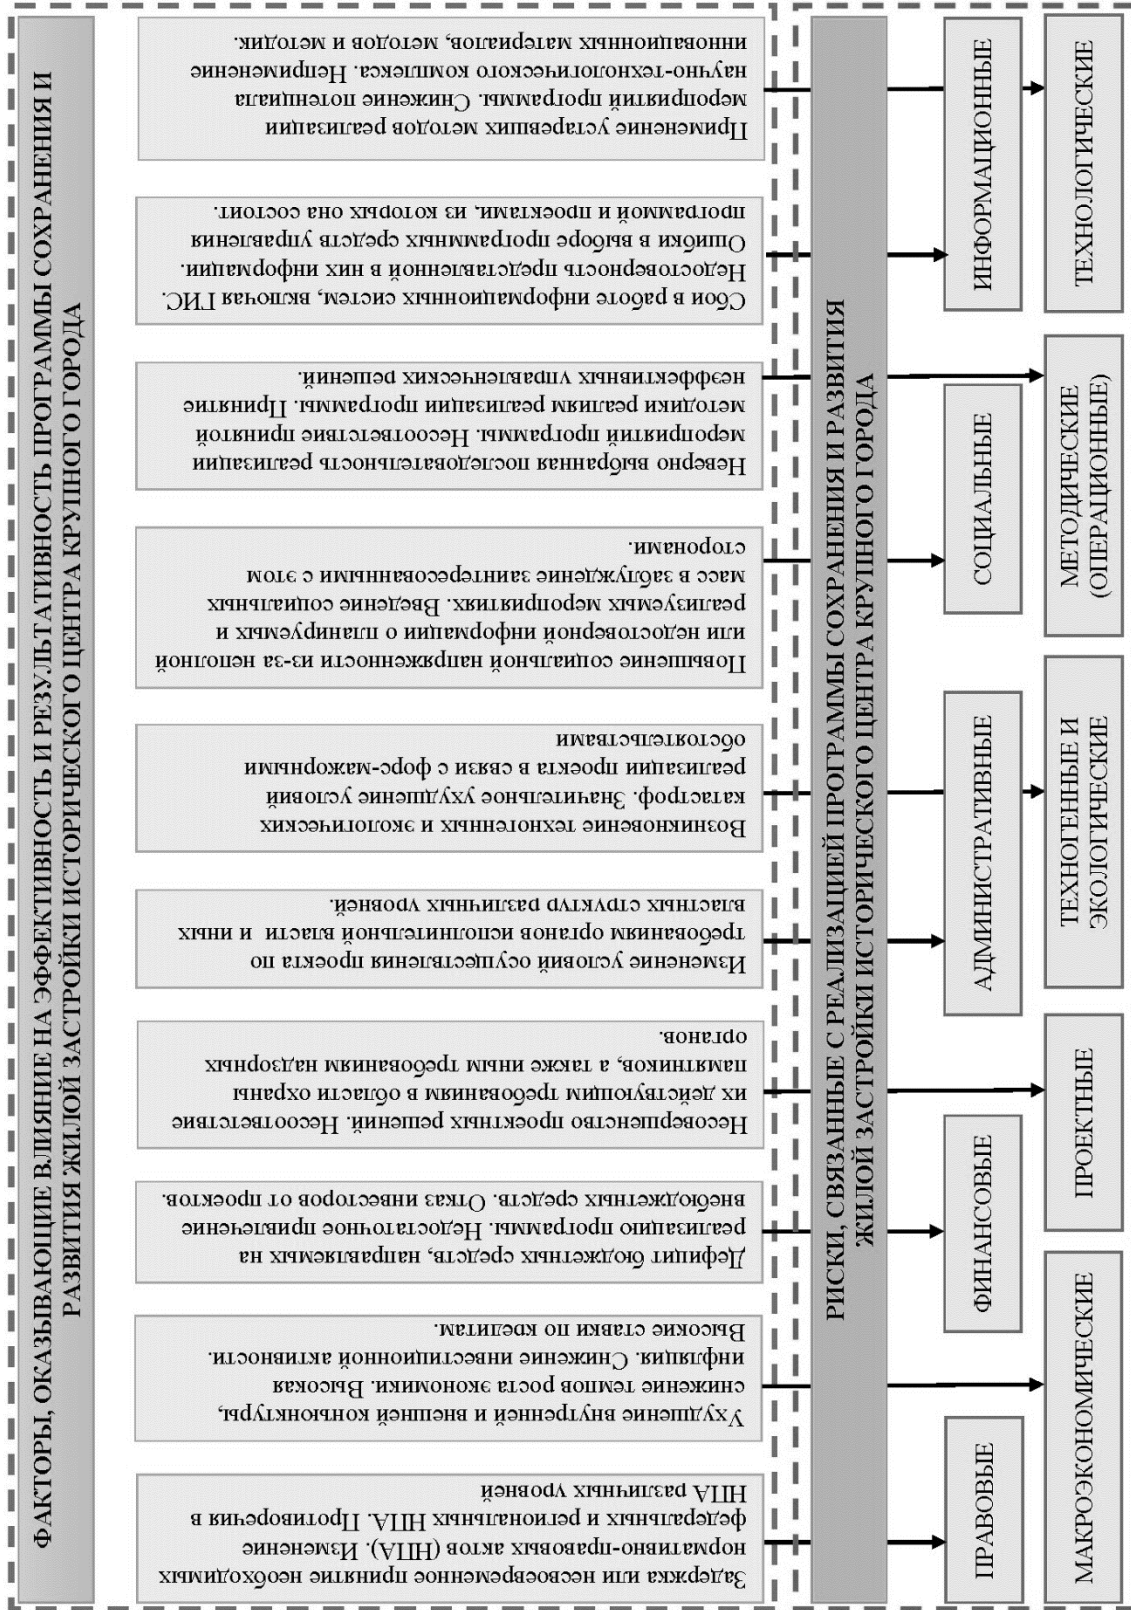 ФАКТОРЫ, ОКАЗЫВАЮЩИЕ ВЛИЯНИЕ НА ЭФФЕКТИВНОСТЬ И РЕЗУЛЬТАТИВНОСТЬ ПРОГРАММЫ СОХРАНЕНИЯ И
РАЗВИТИЯ ЖИЛОЙ ЗАСТРОЙКИ ИСТОРИЧЕСКОГО ЦЕНТРА КРУПНОГО ГОРОДА
Задержка или несвоевременное принятие необходимых
нормативно-правовых актов (НПА). Изменение
федеральных и региональных НПА. Противоречия в
НПА различных уровней
Ухудшение внутренней и внешней конъюнктуры,
снижение темпов роста экономики. Высокая
инфляция. Снижение инвестиционной активности.
Высокие ставки по кредитам.
Дефицит бюджетных средств, направляемых на
реализацию программы. Недостаточное привлечение
внебюджетных средств. Отказ инвесторов от проектов.
Несовершенство проектных решений. Несоответствие
их действующим требованиям в области охраны
памятников, а также иным требованиям надзорных
органов.
Изменение условий осуществления проекта по
требованиям органов исполнительной власти и иных
властных структур различных уровней.
Возникновение техногенных и экологических
катастроф. Значительное ухудшение условий
реализации проекта в связи с форс-мажорными
обстоятельствами
Повышение социальной напряженности из-за неполной
или недостоверной информации о планируемых и
реализуемых мероприятиях. Введение социальных
масс в заблуждение заинтересованными с этом
сторонами.
Неверно выбранная последовательность реализации
мероприятий программы. Несоответствие принятой
методики реалиям реализации программы. Принятие
неэффективных управленческих решений.
Сбои в работе информационных систем, включая ГИС.
Недостоверность представленной в них информации.
Ошибки в выборе программных средств управления
программой и проектами, из которых она состоит.
Применение устаревших методов реализации
мероприятий программы. Снижение потенциала
научно-технологического комплекса. Неприменение
инновационных материалов, методов и методик.
РИСКИ, СВЯЗАННЫЕ С РЕАЛИЗАЦИЕЙ ПРОГРАММЫ СОХРАНЕНИЯ И РАЗВИТИЯ
ЖИЛОЙ ЗАСТРОЙКИ ИСТОРИЧЕСКОГО ЦЕНТРА КРУПНОГО ГОРОДА
ПРАВОВЫЕ
ФИНАНСОВЫЕ
АДМИНИСТРАТИВНЫЕ
СОЦИАЛЬНЫЕ
ИНФОРМАЦИОННЫЕ
МАКРОЭКОНОМИЧЕСКИЕ
ПРОЕКТНЫЕ
ТЕХНОГЕННЫЕ И
ЭКОЛОГИЧЕСКИЕ
МЕТОДИЧЕСКИЕ
(ОПЕРАЦИОННЫЕ)
ТЕХНОЛОГИЧЕСКИЕ